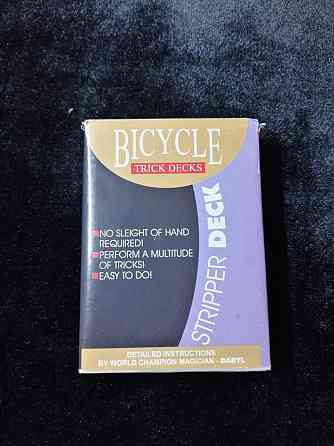 BICYCLE
TRICK DECKS
NO SLEIGHT OF HAND
REQUIRED!
PERFORM A MULTITUDE
OF TRICKS!
EASY TO DO!
STRIPPER DECK
DETAILED INSTRUCTIONS
BY WORLD CHAMPION MAGICIAN - DARYL